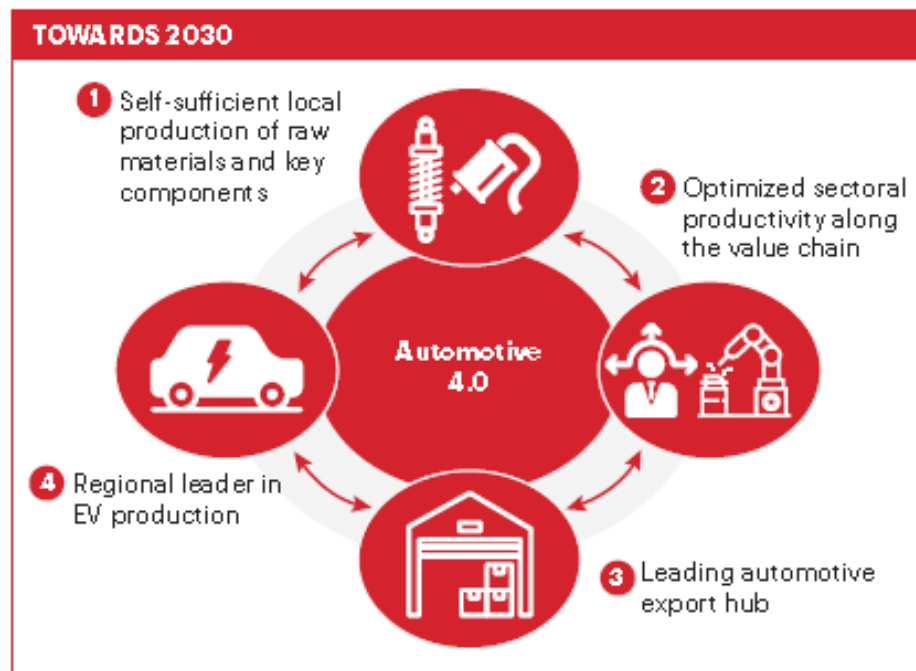 TOWARDS 2030
1
Self-sufficient local
production of raw
materials and key
components
2
Optimized sectoral
productivity along
the value chain
Automotive
4.0
4
Regional leader in
EV production
3
Leading automotive
export hub